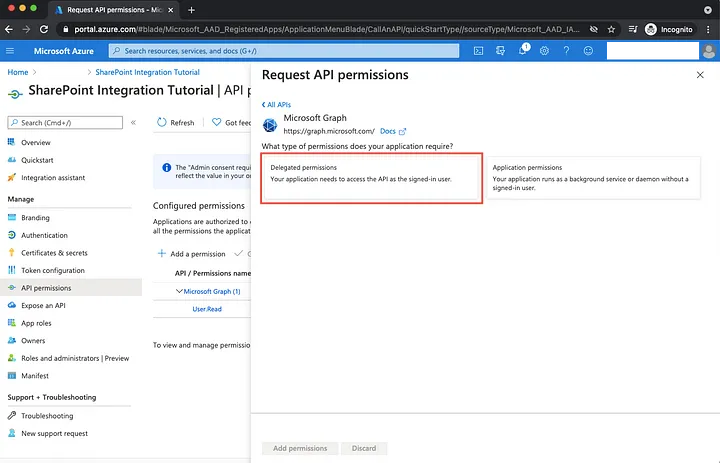 Request API permissions - Mic
portal.azure.com/#blade/Microsoft_AAD_RegisteredApps/ApplicationMenuBlade/CallAnAPI/quickStartType//sourceType/Microsoft_AAD_IA...
Incognito
Microsoft Azure
Search resources, services, and docs (G+/)
1
Home
SharePoint Integration Tutorial
SharePoint Integration Tutorial | API p
Search (Cmd+/)
Overview
Quickstart
Integration assistant
Manage
Branding
Authentication
Certificates & secrets
Token configuration
API permissions
Expose an API
App roles
Owners
Roles and administrators | Preview
Manifest
Support + Troubleshooting
Troubleshooting
New support request
Refresh
Got feed
The "Admin consent requi
reflect the value in your or
Configured permissions
Applications are authorized to
all the permissions the applica
Add a permission
API / Permissions name
Microsoft Graph (1)
User.Read
To view and manage permissio
Request API permissions
All APIs
Microsoft Graph
https://graph.microsoft.com/ Docs
What type of permissions does your application require?
Delegated permissions
Your application needs to access the API as the signed-in user.
Application permissions
Your application runs as a background service or daemon without a
signed-in user.
Add permissions
Discard